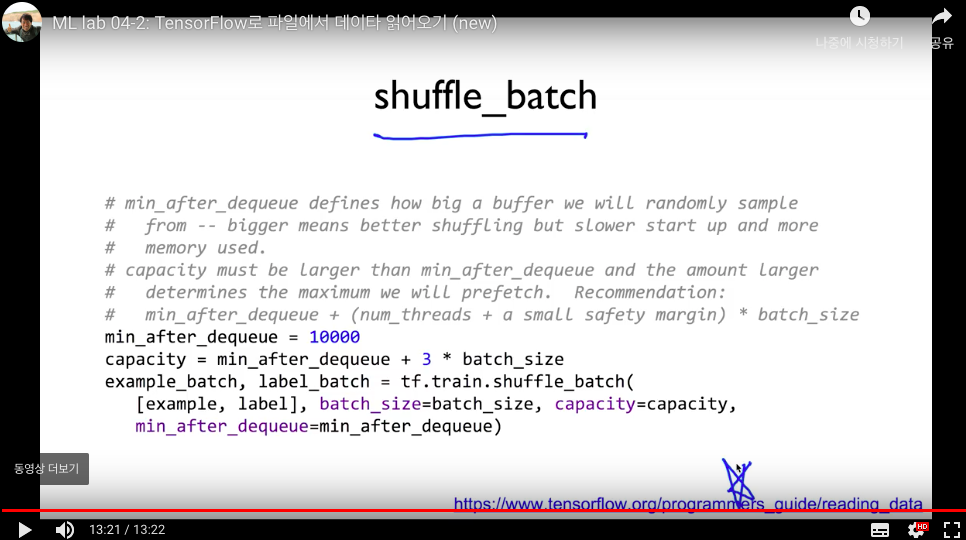 ML lab 04-2: TensorFlow로 파일에서 데이타 읽어오기 (new)
나중에 시청하기
공유
shuffle_batch
# min_after_dequeue defines how big a buffer we will randomly sample
#   from -- bigger means better shuffling but slower start up and more
#   memory used.
# capacity must be larger than min_after_dequeue and the amount larger
#   determines the maximum we will prefetch.  Recommendation:
#   min_after_dequeue + (num_threads + a small safety margin) * batch_size
min_after_dequeue = 10000
capacity = min_after_dequeue + 3 * batch_size
example_batch, label_batch = tf.train.shuffle_batch(
   [example, label], batch_size=batch_size, capacity=capacity,
   min_after_dequeue=min_after_dequeue)
동영상 더보기
https://www.tensorflow.org/programmers_guide/reading_data
13:21 / 13:22
HD